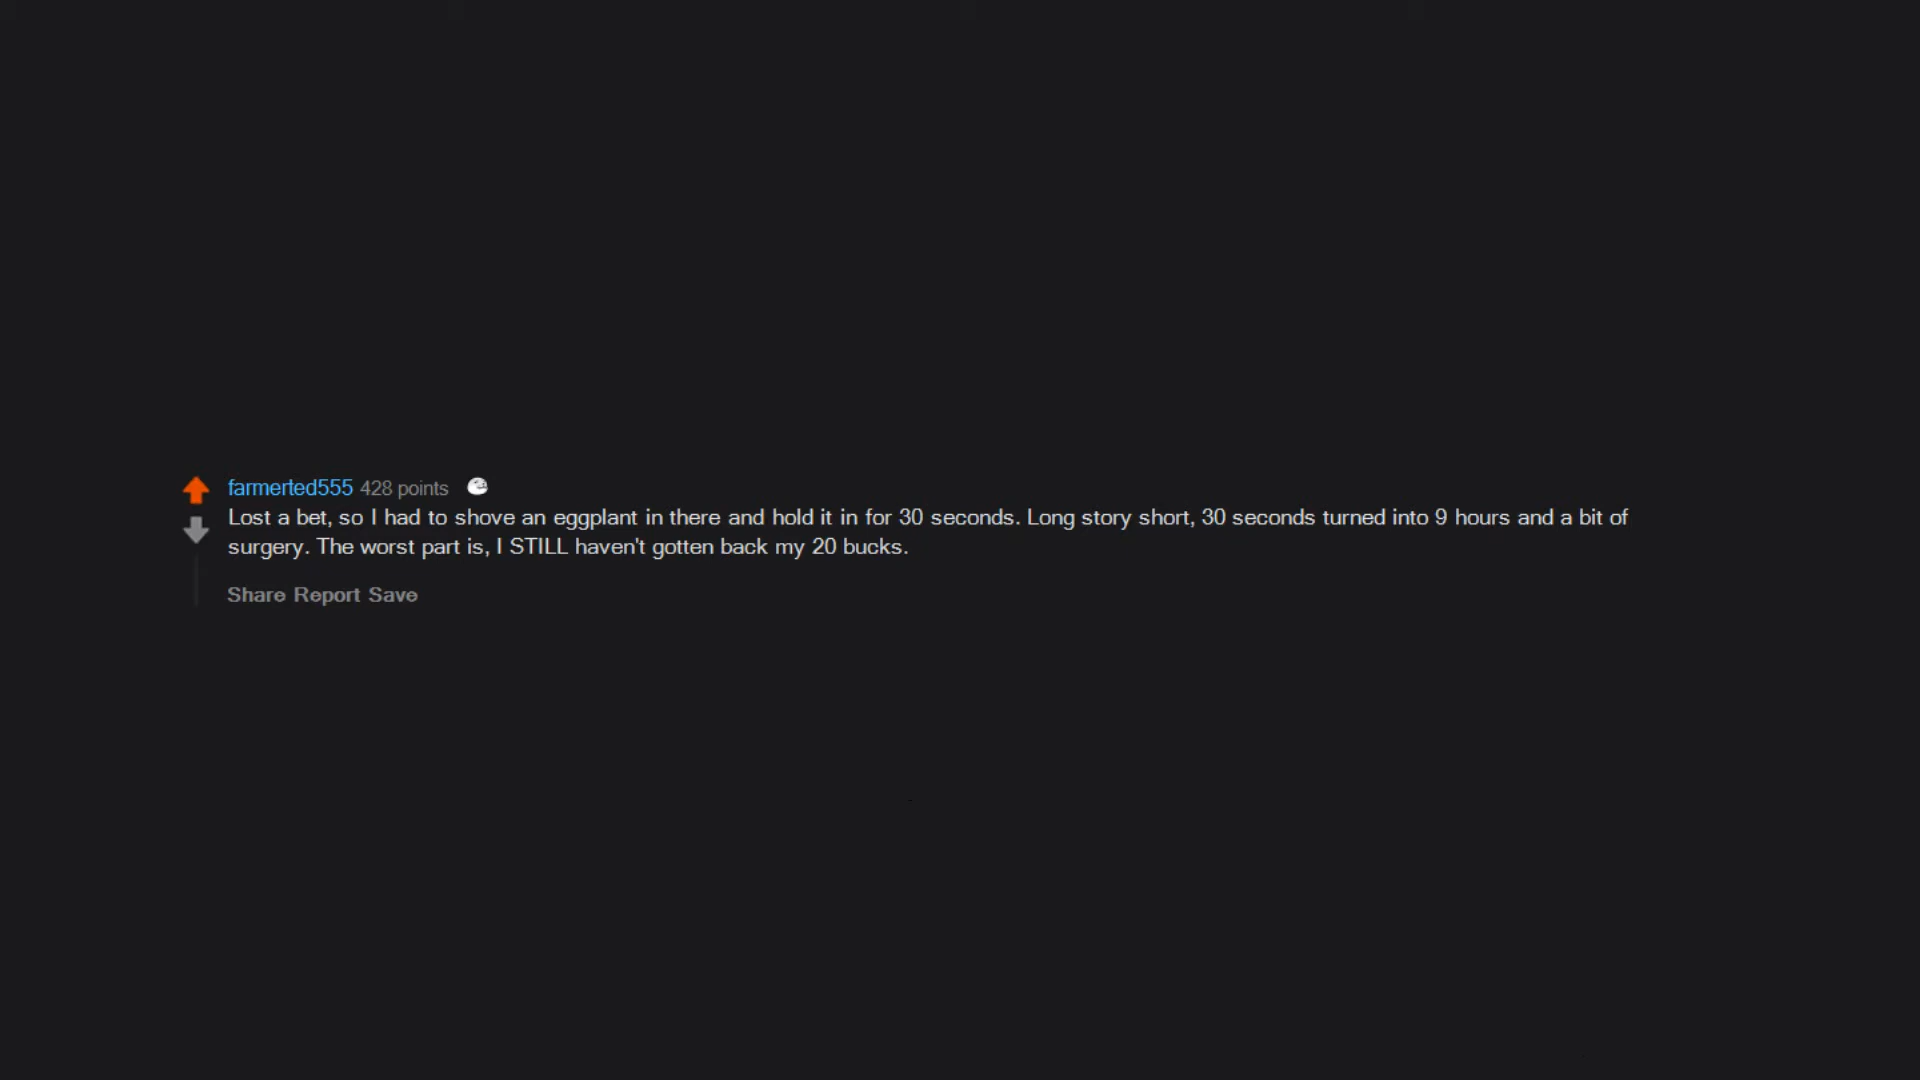 farmerted555 428 points
Lost a bet, so I had to shove an eggplant in there and hold it in for 30 seconds. Long story short, 30 seconds turned into 9 hours and a bit of
surgery. The worst part is, I STILL haven't gotten back my 20 bucks.
Share Report Save